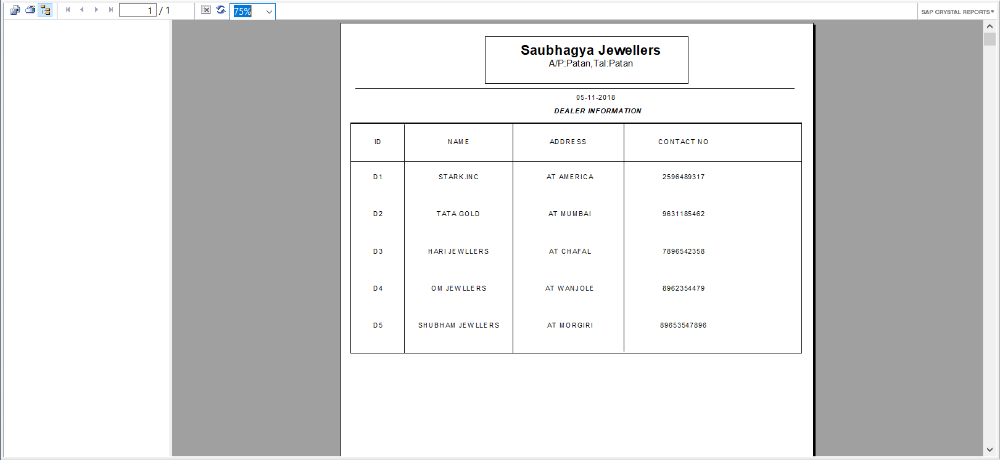 1 / 1 75% SAP CRYSTAL REPORTS®
Saubhagya Jewellers
A/P:Patan,Tal:Patan
05-11-2018
DEALER INFORMATION
ID NAME ADDRESS CONTACT NO
D1 STARK.INC AT AMERICA 2596489317
D2 TATA GOLD AT MUMBAI 9631185462
D3 HARI JEWLLERS AT CHAFAL 7896542358
D4 OM JEWLLERS AT WANJOLE 8962354479
D5 SHUBHAM JEWLLERS AT MORGIRI 89653547896